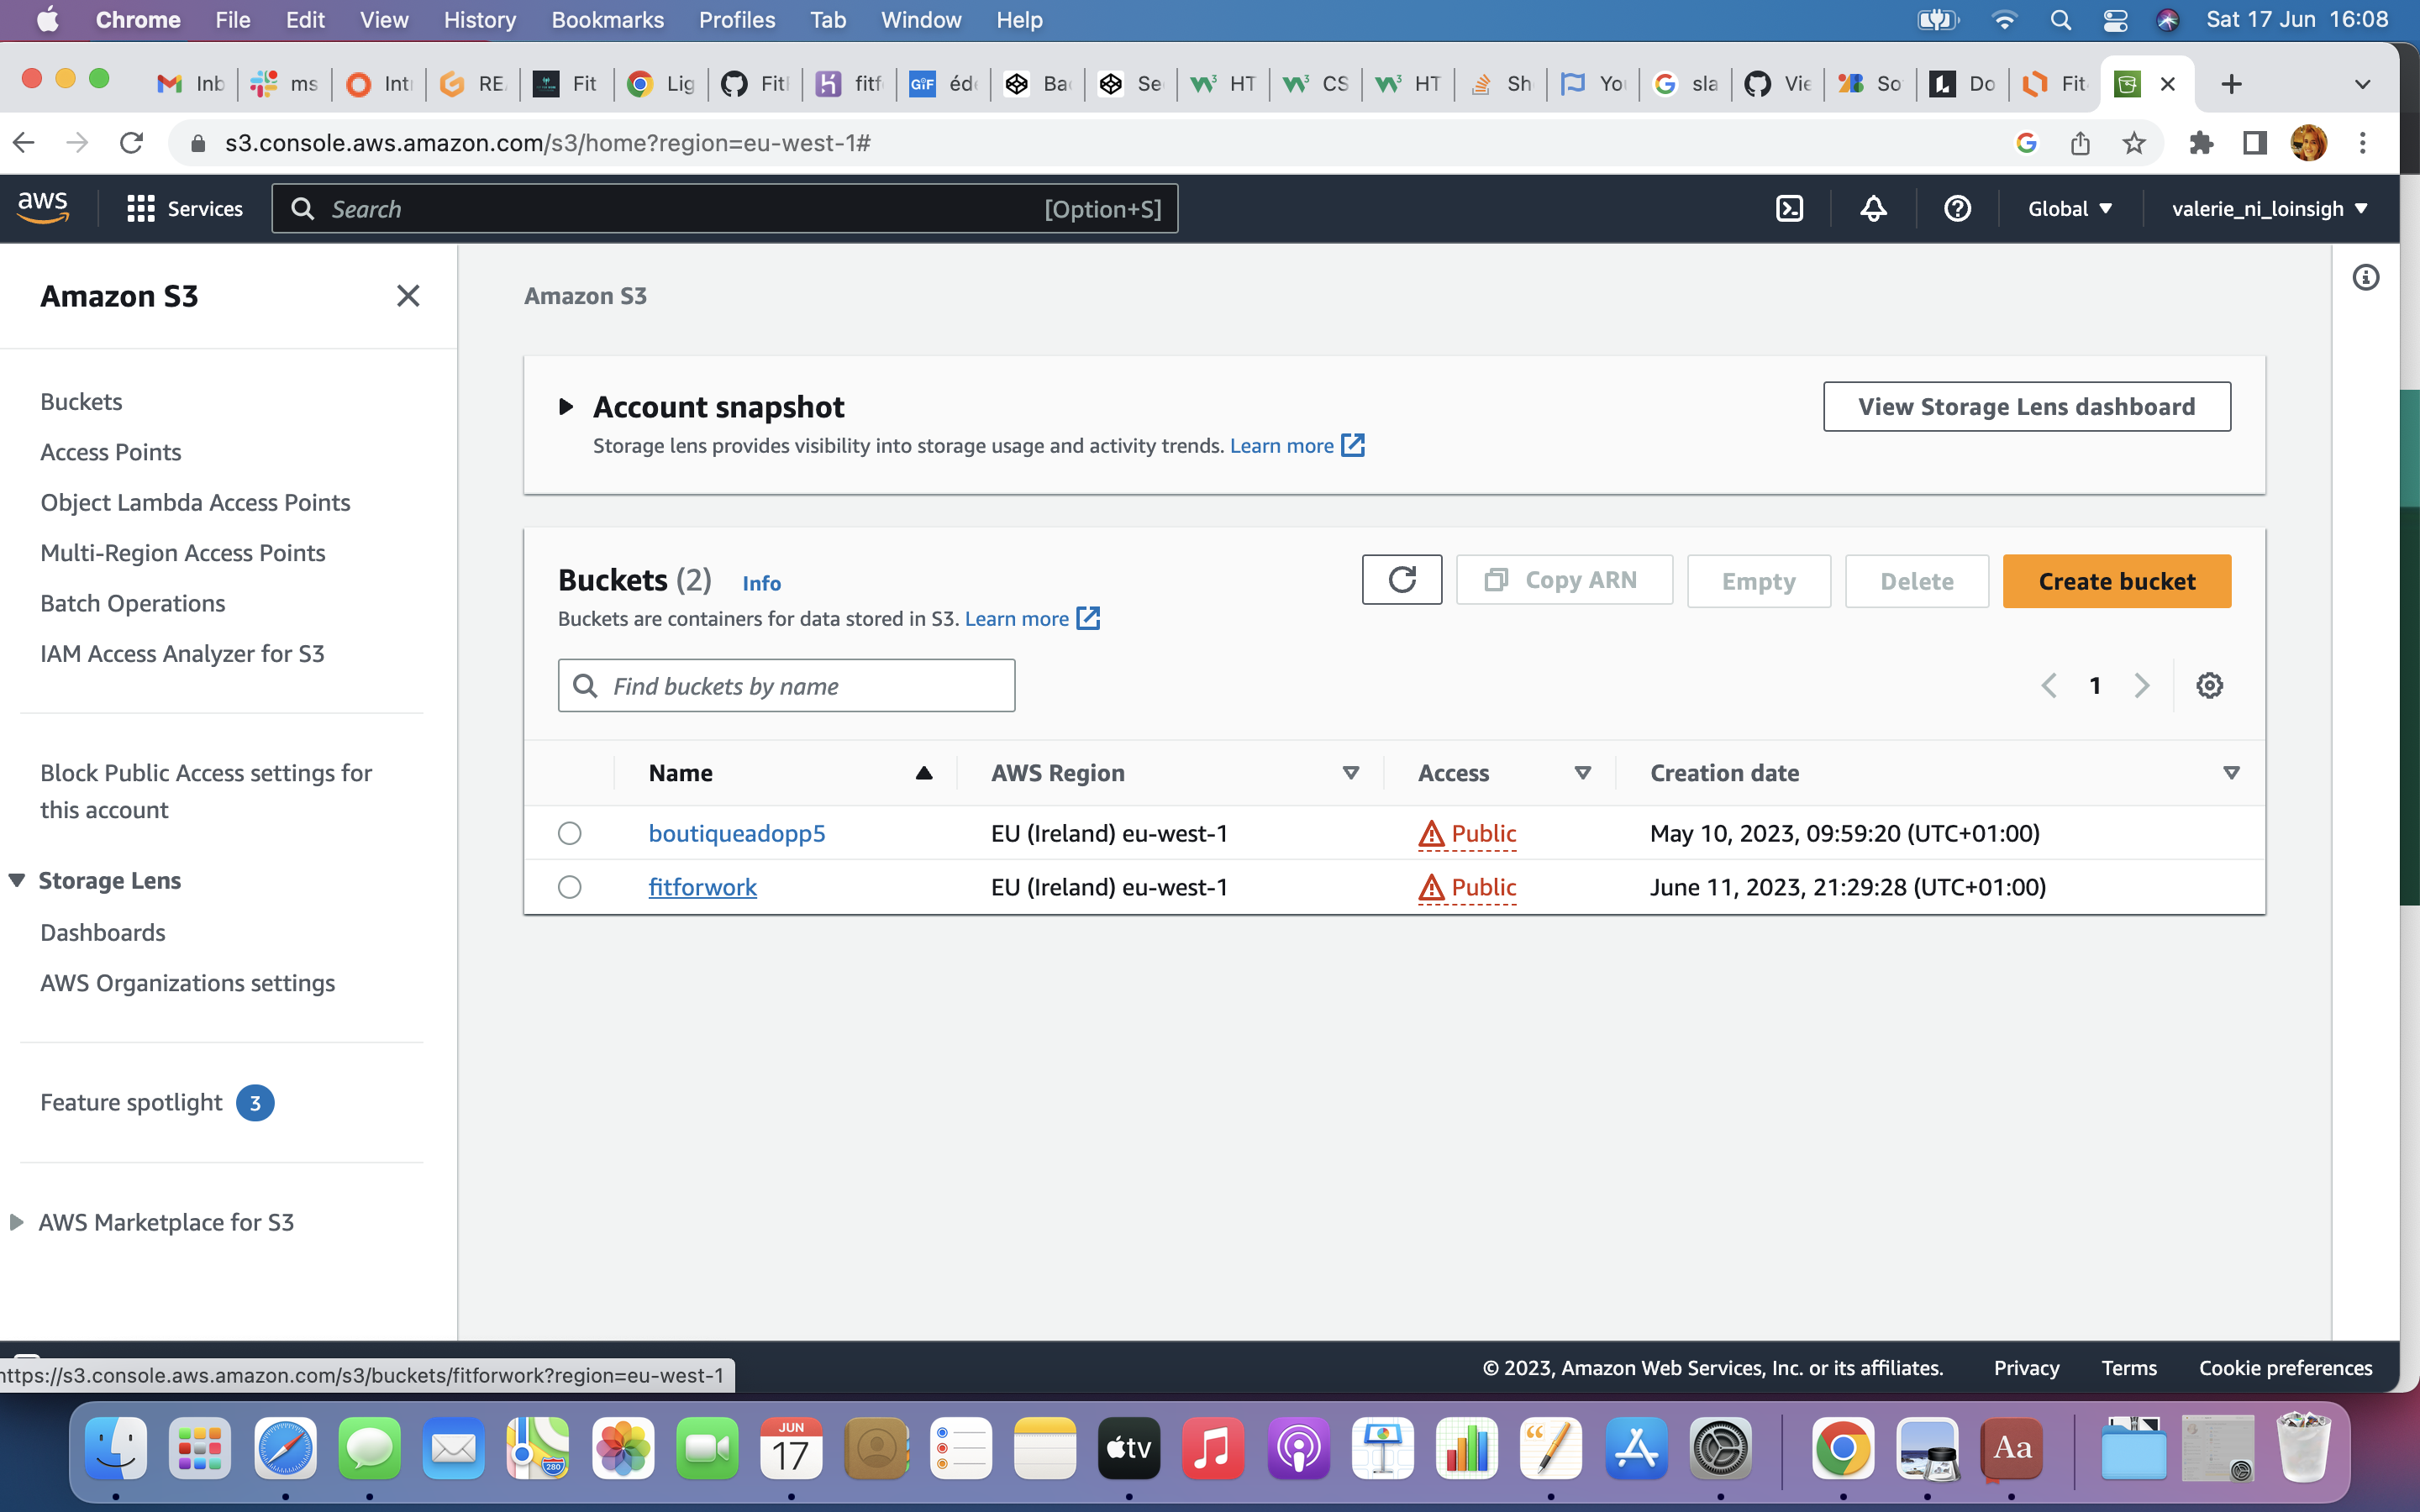 Chrome File Edit View History Bookmarks Profiles Tab Window Help Sat 17 Jun 16:08
Inb ms Int RE Fit Lig Fit fitf GIF éde Bac Se HT CS HT Sh You sla Vie So Do Fit
s3.console.aws.amazon.com/s3/home?region=eu-west-1#
aws Services Search [Option+S] Global valerie_ni_loinsigh
Amazon S3
Buckets
Access Points
Object Lambda Access Points
Multi-Region Access Points
Batch Operations
IAM Access Analyzer for S3
Block Public Access settings for
this account
Storage Lens
Dashboards
AWS Organizations settings
Feature spotlight 3
AWS Marketplace for S3
Amazon S3
Account snapshot
View Storage Lens dashboard
Storage lens provides visibility into storage usage and activity trends. Learn more
Buckets (2) Info
Copy ARN Empty Delete Create bucket
Buckets are containers for data stored in S3. Learn more
Find buckets by name
1
Name AWS Region Access Creation date
boutiqueadopp5 EU (Ireland) eu-west-1 Public May 10, 2023, 09:59:20 (UTC+01:00)
fitforwork EU (Ireland) eu-west-1 Public June 11, 2023, 21:29:28 (UTC+01:00)
https://s3.console.aws.amazon.com/s3/buckets/fitforwork?region=eu-west-1
© 2023, Amazon Web Services, Inc. or its affiliates. Privacy Terms Cookie preferences
JUN
17
280
tv
Aa